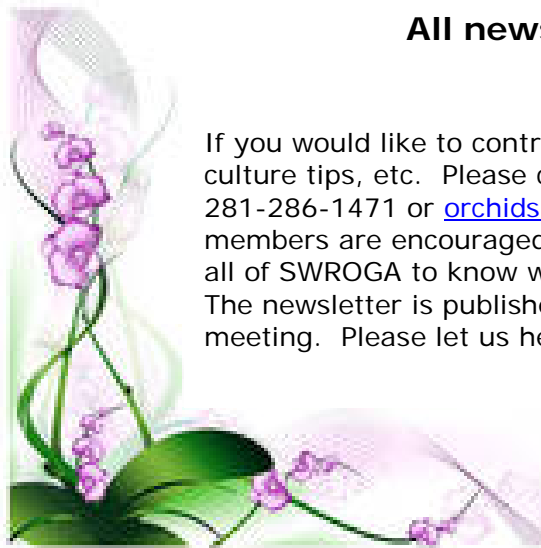 All news
If you would like to contr
culture tips, etc. Please c
281-286-1471 or orchids
members are encouraged
all of SWROGA to know w
The newsletter is publishe
meeting. Please let us he